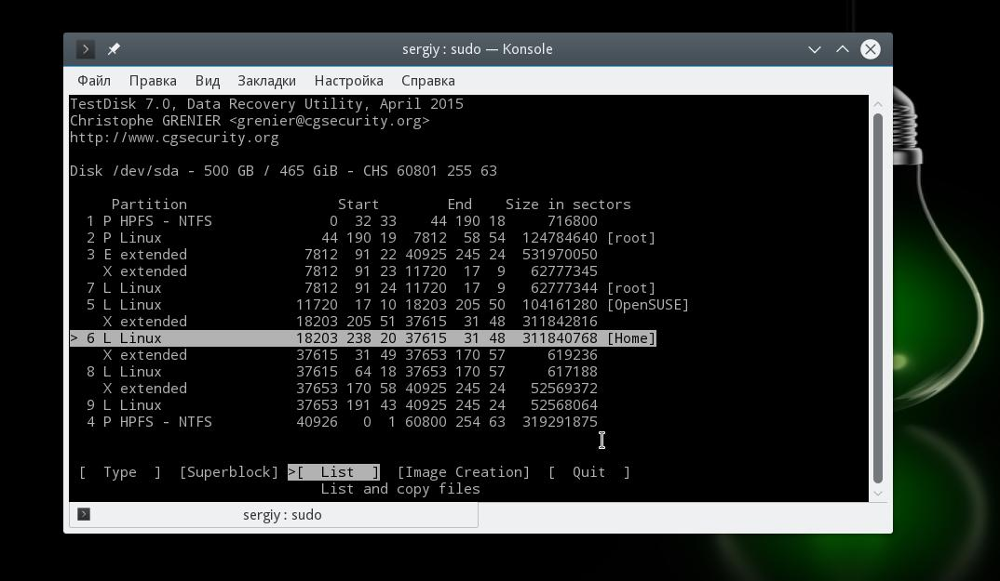 sergiy : sudo — Konsole
Файл Правка Вид Закладки Настройка Справка
TestDisk 7.0, Data Recovery Utility, April 2015
Christophe GRENIER <grenier@cgsecurity.org>
http://www.cgsecurity.org
Disk /dev/sda - 500 GB / 465 GiB - CHS 60801 255 63
     Partition                  Start        End    Size in sectors
  1 P HPFS - NTFS              0  32 33    44 190 18     716800
  2 P Linux                   44 190 19  7812  58 54  124784640 [root]
  3 E extended              7812  91 22 40925 245 24  531970050
    X extended              7812  91 23 11720  17  9   62777345
  7 L Linux                 7812  91 24 11720  17  9   62777344 [root]
  5 L Linux                11720  17 10 18203 205 50  104161280 [OpenSUSE]
    X extended             18203 205 51 37615  31 48  311842816
> 6 L Linux                18203 238 20 37615  31 48  311840768 [Home]
    X extended             37615  31 49 37653 170 57     619236
  8 L Linux                37615  64 18 37653 170 57     617188
    X extended             37653 170 58 40925 245 24   52569372
  9 L Linux                37653 191 43 40925 245 24   52568064
  4 P HPFS - NTFS          40926   0  1 60800 254 63  319291875
[  Type  ]  [Superblock] >[  List  ]  [Image Creation]  [  Quit  ]
List and copy files
sergiy : sudo